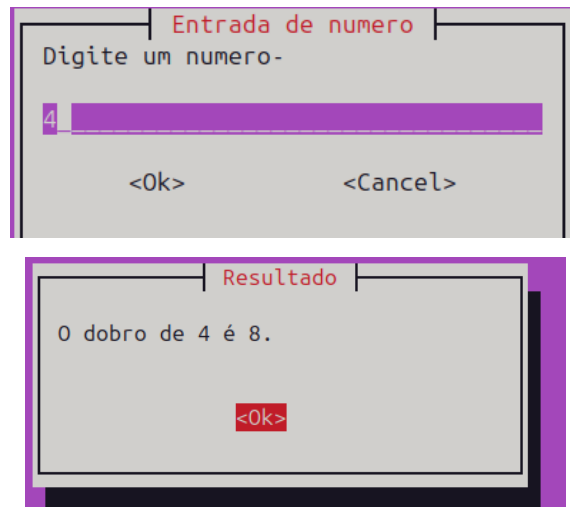 Entrada de numero
Digite um numero-
4
<Ok> <Cancel>
Resultado
O dobro de 4 é 8.
<Ok>